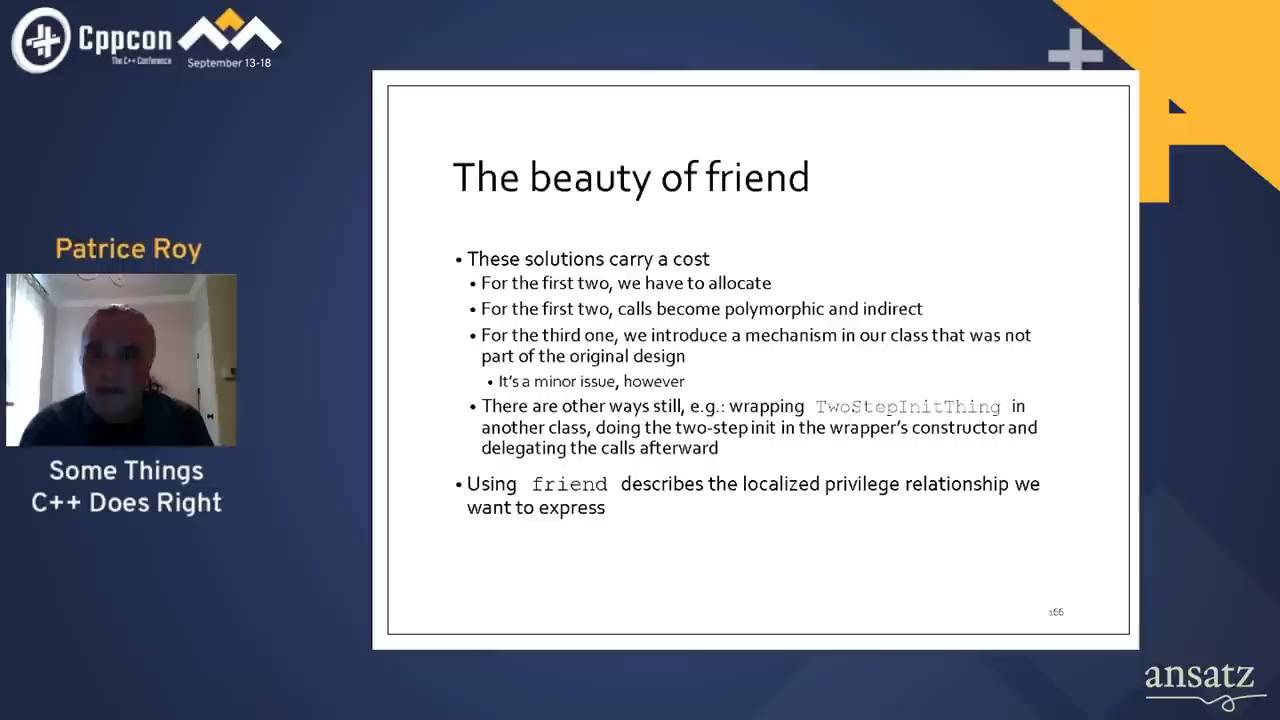 Cppcon
The C++ Conference
September 13-18
Patrice Roy
Some Things
C++ Does Right
The beauty of friend
• These solutions carry a cost
• For the first two, we have to allocate
• For the first two, calls become polymorphic and indirect
• For the third one, we introduce a mechanism in our class that was not
part of the original design
• It's a minor issue, however
• There are other ways still, e.g.: wrapping TwoStepInitThing in
another class, doing the two-step init in the wrapper's constructor and
delegating the calls afterward
• Using friend describes the localized privilege relationship we
want to express
166
ansatz